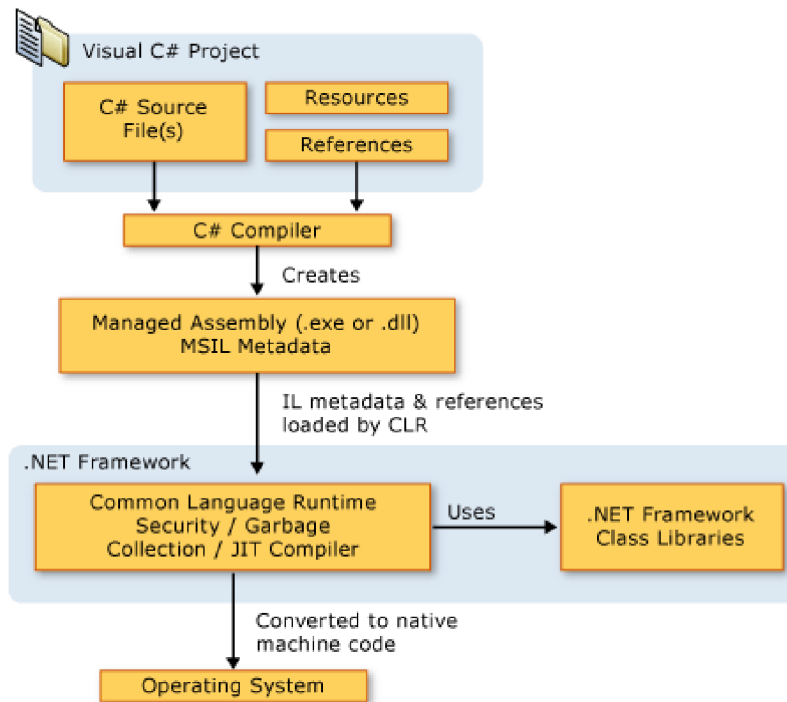 Visual C# Project
C# Source
File(s)
Resources
References
C# Compiler
Creates
Managed Assembly (.exe or .dll)
MSIL Metadata
IL metadata & references
loaded by CLR
.NET Framework
Common Language Runtime
Security / Garbage
Collection / JIT Compiler
Uses
.NET Framework
Class Libraries
Converted to native
machine code
Operating System